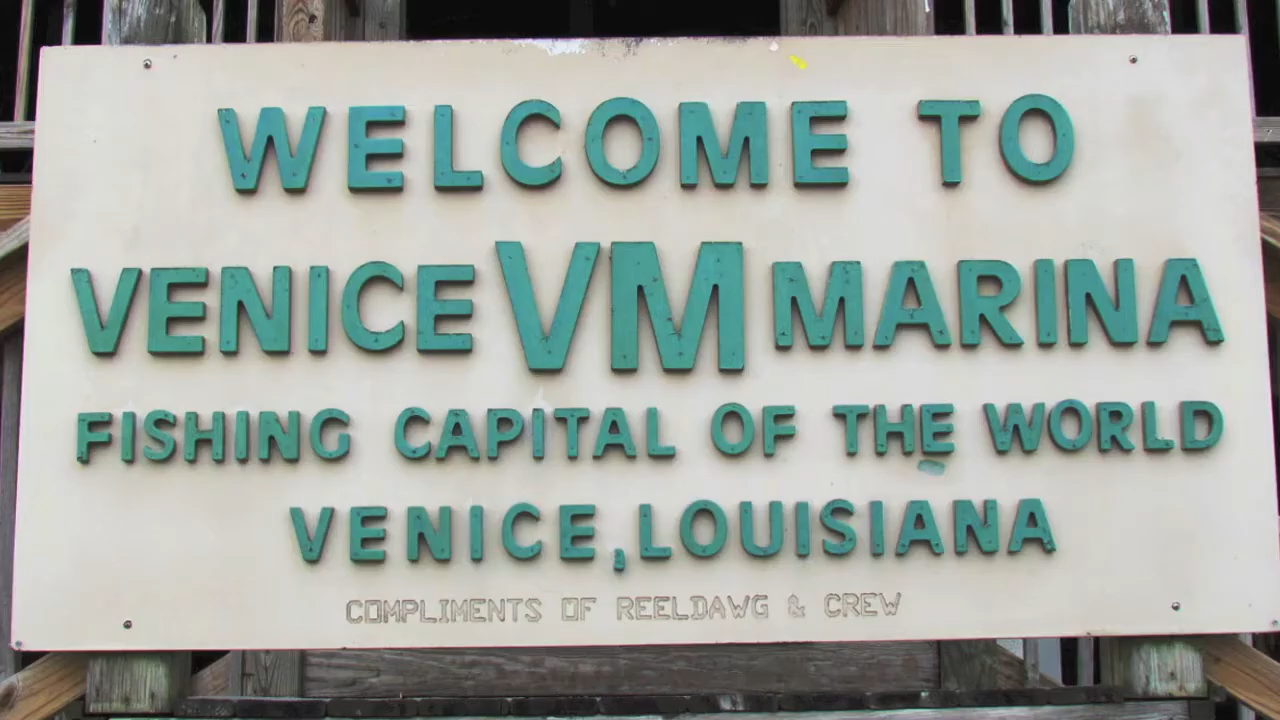 WELCOME TO
VENICE VM MARINA
FISHING CAPITAL OF THE WORLD
VENICE, LOUISIANA
COMPLIMENTS OF REELDAWG & CREW